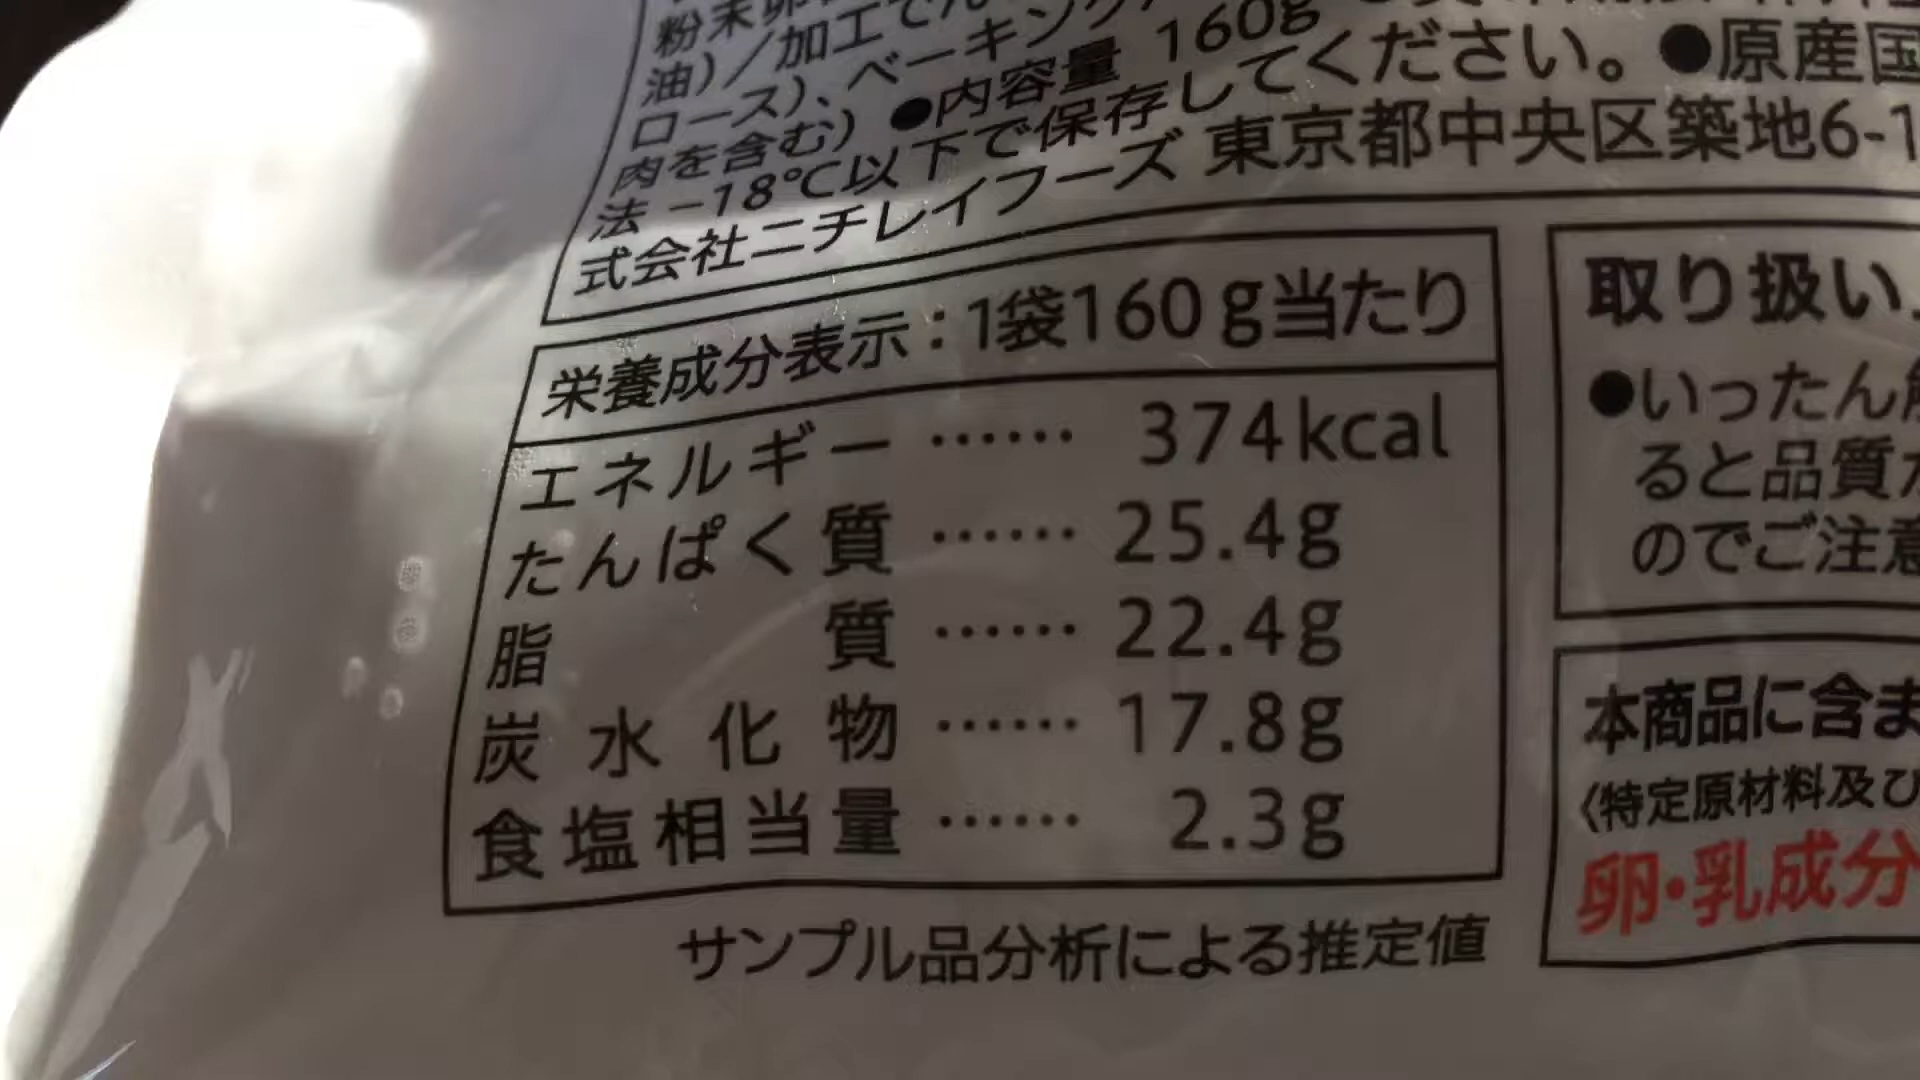 粉末卵
油)／加工でん
ロース)、ベーキング
肉を含む) ●内容量 160g
法 －18℃以下で保存してください。 ●原産国
式会社ニチレイフーズ 東京都中央区築地6-1
栄養成分表示：1袋160g当たり
エネルギー …… 374kcal
たんぱく質 …… 25.4g
脂質 …… 22.4g
炭水化物 …… 17.8g
食塩相当量 …… 2.3g
サンプル品分析による推定値
取り扱い
●いったん
ると品質
のでご注意
本商品に含ま
〈特定原材料及び
卵・乳成分